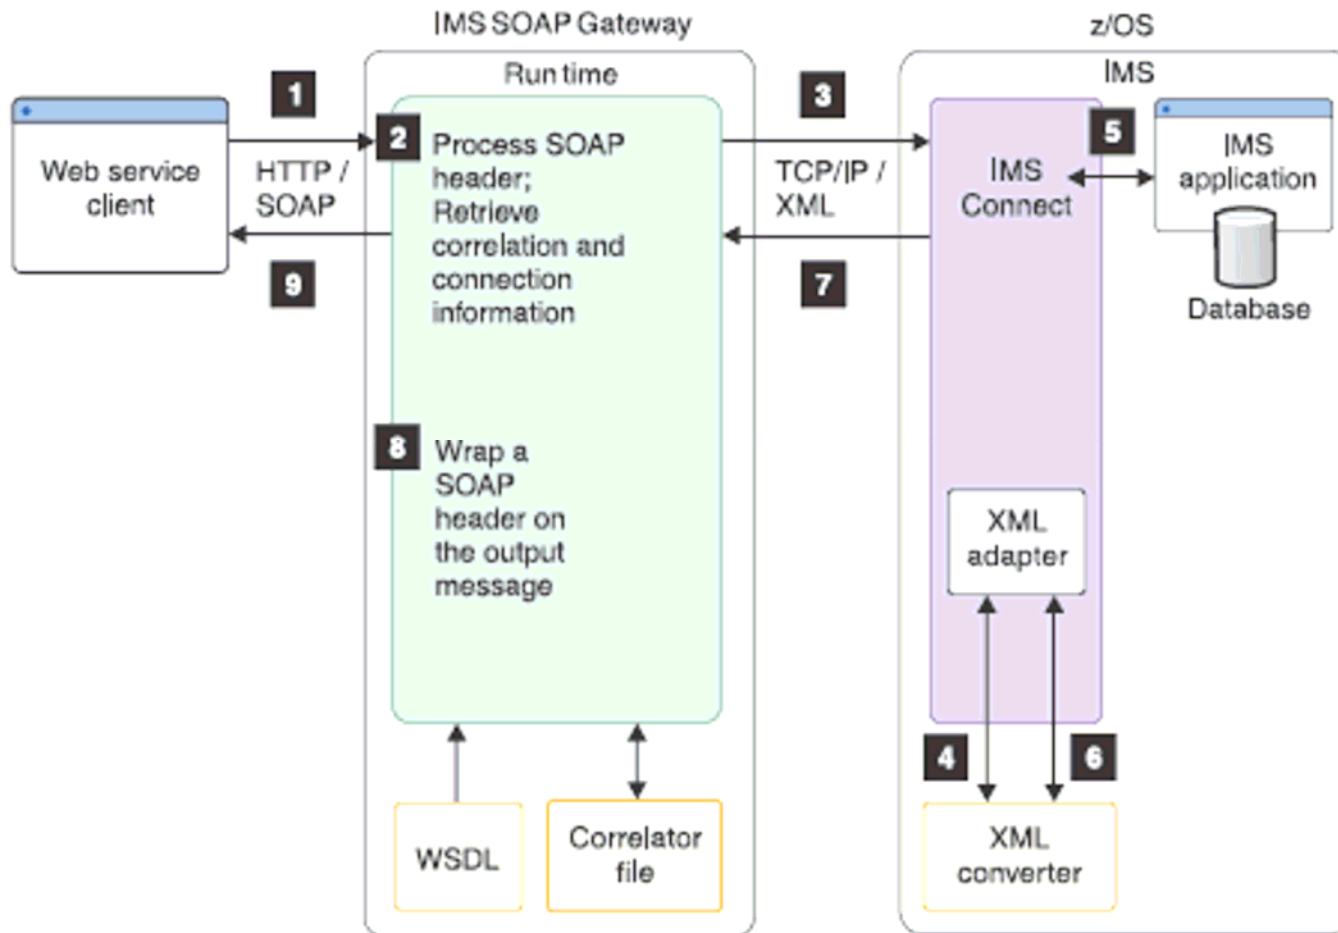 IMS SOAP Gateway
z/OS
Run time
IMS
1
3
2
5
Web service
client
HTTP /
SOAP
Process SOAP
header;
Retrieve
correlation and
connection
information
TCP/IP /
XML
IMS
Connect
IMS
application
9
7
Database
8
Wrap a
SOAP
header on
the output
message
XML
adapter
4
6
WSDL
Correlator
file
XML
converter